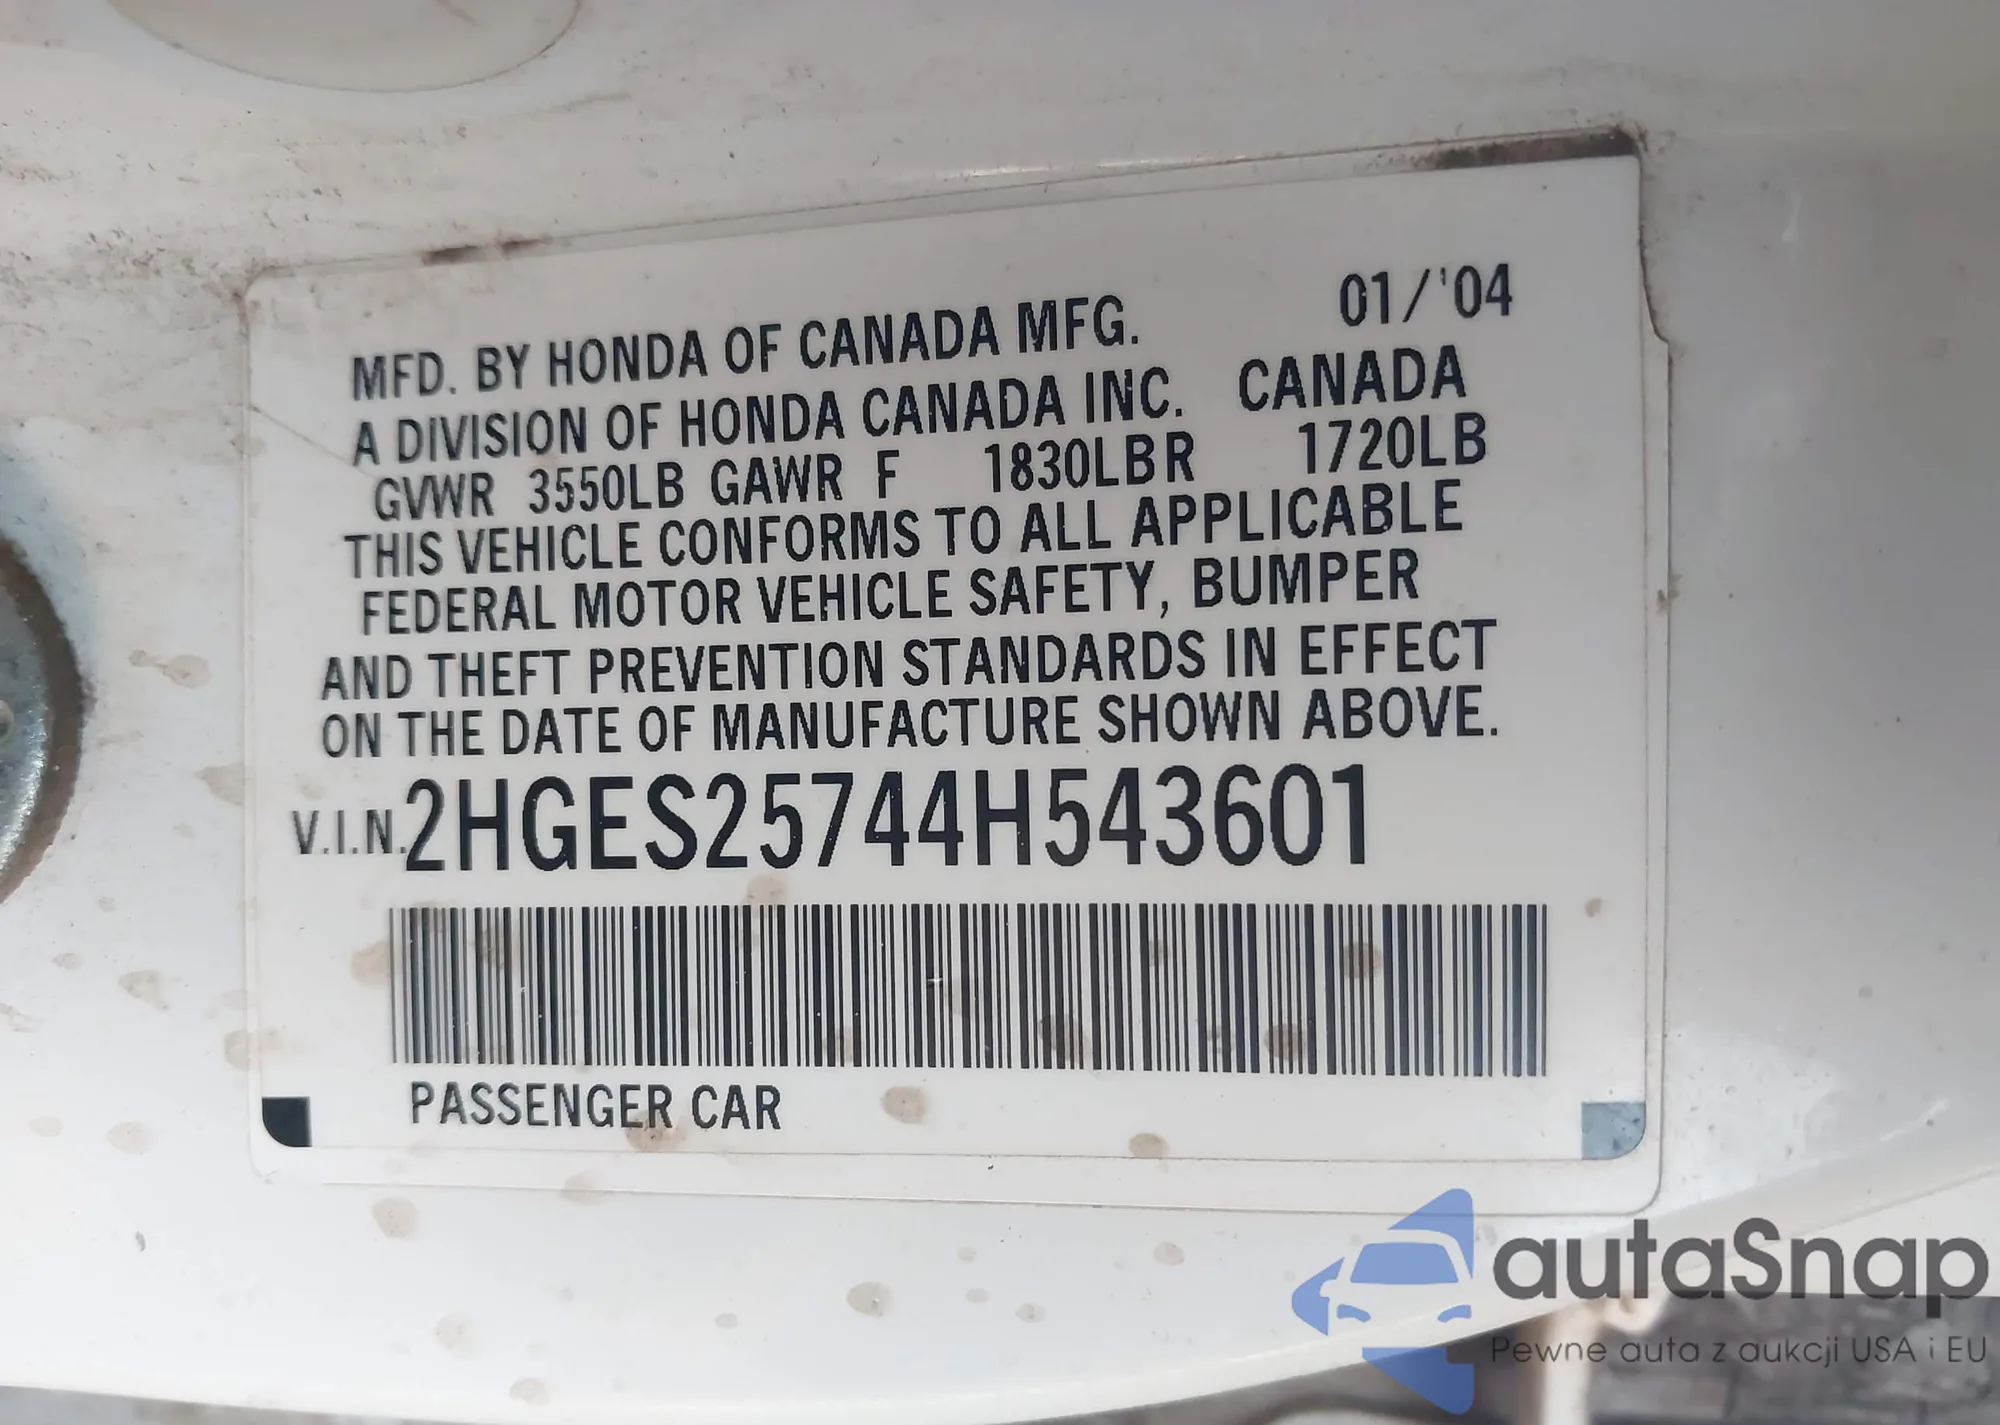 01/'04
MFD. BY HONDA OF CANADA MFG.
A DIVISION OF HONDA CANADA INC. CANADA
GVWR 3550LB GAWR F 1830LBR 1720LB
THIS VEHICLE CONFORMS TO ALL APPLICABLE
FEDERAL MOTOR VEHICLE SAFETY, BUMPER
AND THEFT PREVENTION STANDARDS IN EFFECT
ON THE DATE OF MANUFACTURE SHOWN ABOVE.
V.I.N.2HGES25744H543601
PASSENGER CAR
autaSnap
Pewne auta z aukcji USA i EU